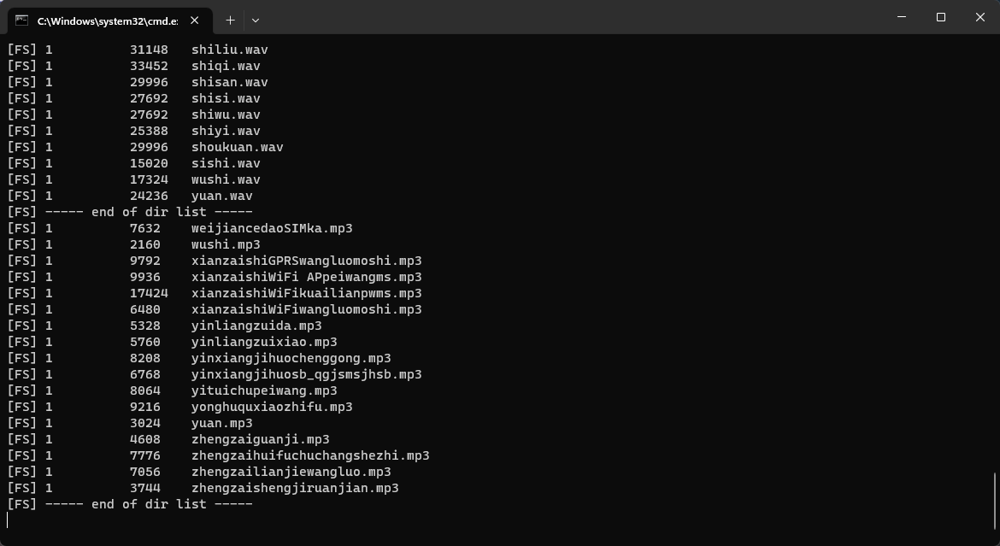 C:\Windows\system32\cmd.e:
[FS] 1 31148 shiliu.wav
[FS] 1 33452 shiqi.wav
[FS] 1 29996 shisan.wav
[FS] 1 27692 shisi.wav
[FS] 1 27692 shiwu.wav
[FS] 1 25388 shiyi.wav
[FS] 1 29996 shoukuan.wav
[FS] 1 15020 sishi.wav
[FS] 1 17324 wushi.wav
[FS] 1 24236 yuan.wav
[FS] ----- end of dir list -----
[FS] 1 7632 weijiancedaoSIMka.mp3
[FS] 1 2160 wushi.mp3
[FS] 1 9792 xianzaishiGPRSwangluomoshi.mp3
[FS] 1 9936 xianzaishiWiFi APpeiwangms.mp3
[FS] 1 17424 xianzaishiWiFikuailianpwms.mp3
[FS] 1 6480 xianzaishiWiFiwangluomoshi.mp3
[FS] 1 5328 yinliangzuida.mp3
[FS] 1 5760 yinliangzuixiao.mp3
[FS] 1 8208 yinxiangjihuochenggong.mp3
[FS] 1 6768 yinxiangjihuosb_qgjsmsjhsb.mp3
[FS] 1 8064 yituichupeiwang.mp3
[FS] 1 9216 yonghuquxiaozhifu.mp3
[FS] 1 3024 yuan.mp3
[FS] 1 4608 zhengzaiguanji.mp3
[FS] 1 7776 zhengzaihuifuchuchangshezhi.mp3
[FS] 1 7056 zhengzailianjiewangluo.mp3
[FS] 1 3744 zhengzaishengjiruanjian.mp3
[FS] ----- end of dir list -----